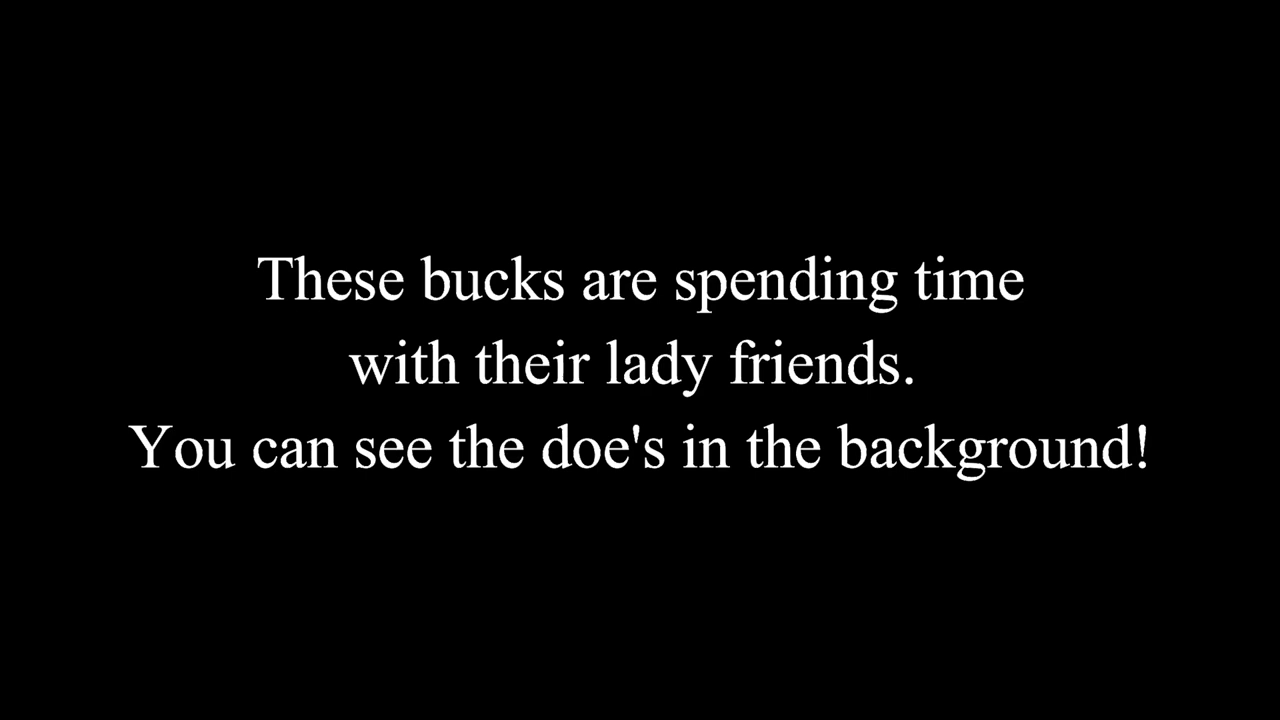 These bucks are spending time
with their lady friends.
You can see the doe's in the background!